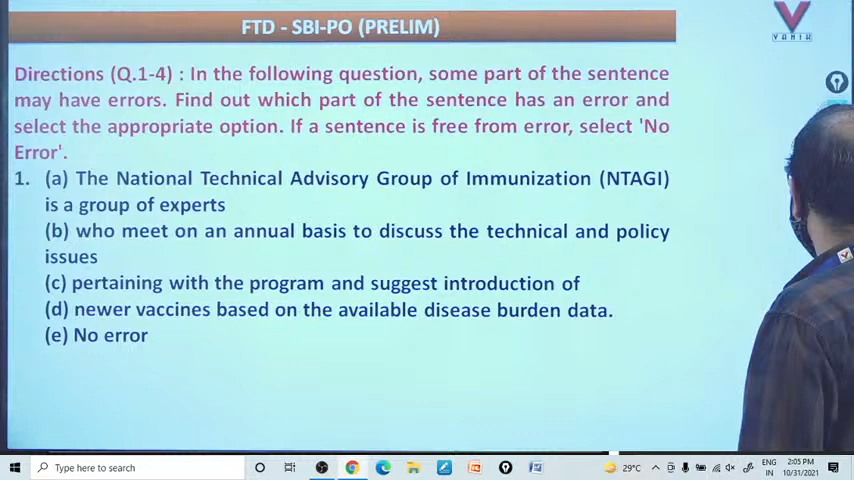 FTD - SBI-PO (PRELIM)
VANIK
Directions (Q.1-4) : In the following question, some part of the sentence
may have errors. Find out which part of the sentence has an error and
select the appropriate option. If a sentence is free from error, select 'No
Error'.
1. (a) The National Technical Advisory Group of Immunization (NTAGI)
is a group of experts
(b) who meet on an annual basis to discuss the technical and policy
issues
(c) pertaining with the program and suggest introduction of
(d) newer vaccines based on the available disease burden data.
(e) No error
Type here to search
29°C
ENG
IN
2:05 PM
10/31/2021